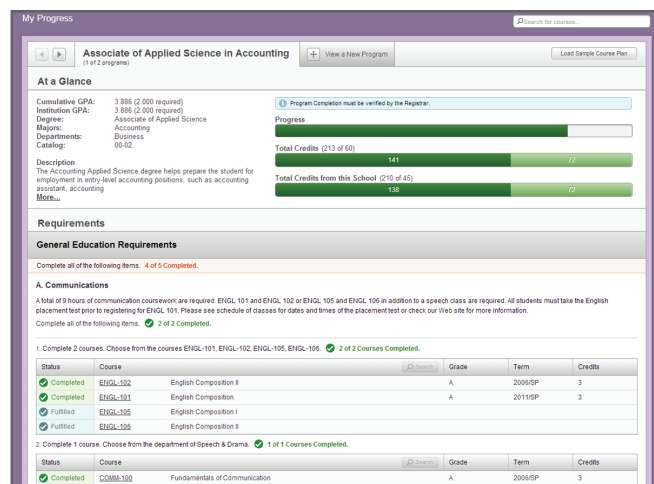 My Progress
Search for courses...
Associate of Applied Science in Accounting
(1 of 2 programs)
View a New Program
Load Sample Course Plan
At a Glance
Cumulative GPA: 3.886 (2.000 required)
Institution GPA: 3.886 (2.000 required)
Degree: Associate of Applied Science
Majors: Accounting
Departments: Business
Catalog: 00-02
Description
The Accounting Applied Science degree helps prepare the student for
employment in entry-level accounting positions, such as accounting
assistant, accounting
More...
Program Completion must be verified by the Registrar.
Progress
Total Credits (213 of 60)
141 72
Total Credits from this School (210 of 45)
138 72
Requirements
General Education Requirements
Complete all of the following items. 4 of 5 Completed.
A. Communications
A total of 9 hours of communication coursework are required. ENGL 101 and ENGL 102 or ENGL 105 and ENGL 106 in addition to a speech class are required. All students must take the English
placement test prior to registering for ENGL 101. Please see schedule of classes for dates and times of the placement test or check our Web site for more information.
Complete all of the following items. 2 of 2 Completed.
1. Complete 2 courses. Choose from the courses ENGL-101, ENGL-102, ENGL-105, ENGL-106. 2 of 2 Courses Completed.
Status Course Search Grade Term Credits
Completed ENGL-102 English Composition II A 2006/SP 3
Completed ENGL-101 English Composition A 2011/SP 3
Fulfilled ENGL-105 English Composition I
Fulfilled ENGL-106 English Composition II
2. Complete 1 course. Choose from the department of Speech & Drama. 1 of 1 Courses Completed.
Status Course Search Grade Term Credits
Completed COMM-100 Fundamentals of Communication A 2006/SP 3